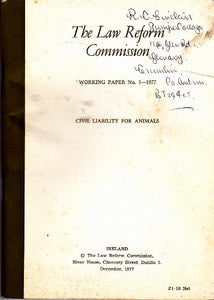 R. C. Sinclair
The Law Reform
Commission
WORKING PAPER No. 3—1977
CIVIL LIABILITY FOR ANIMALS
IRELAND
© The Law Reform Commission,
River House, Chancery Street, Dublin 7.
December, 1977
£1·50 Net